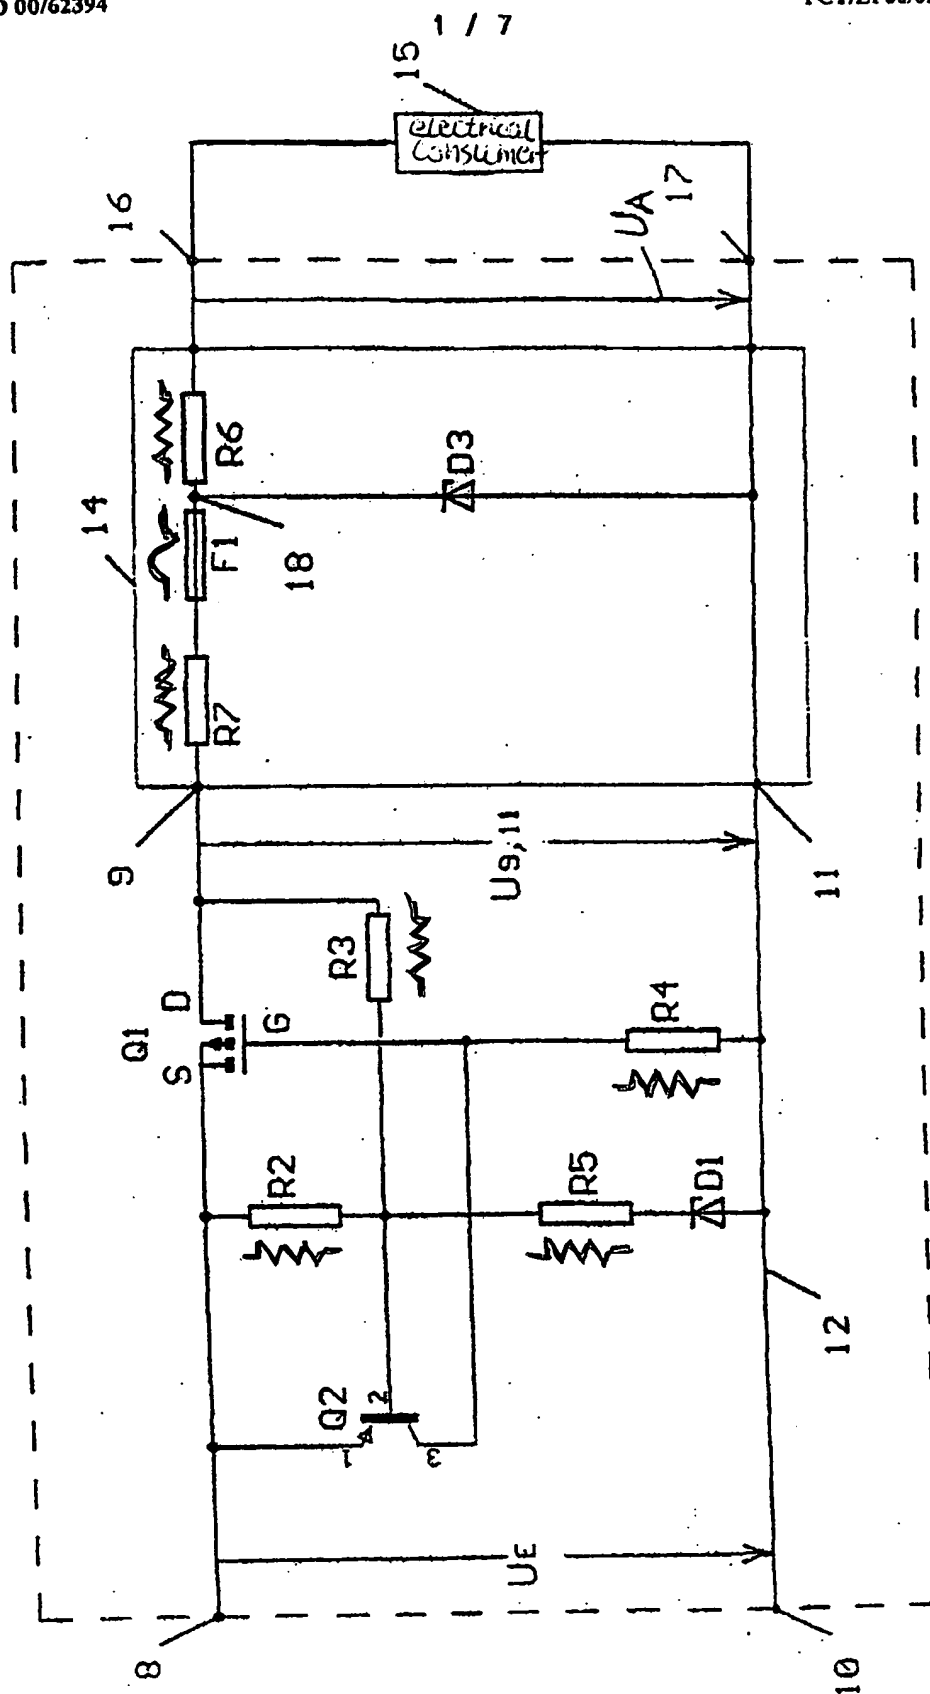 O 00/62394
1 / 7
15
electrical
consumer
16
17
UA
14
R6
D3
F1
18
R7
9
U9,11
11
R3
Q1
D
S
G
R4
R2
R5
D1
12
Q2
2
1
3
UE
8
10